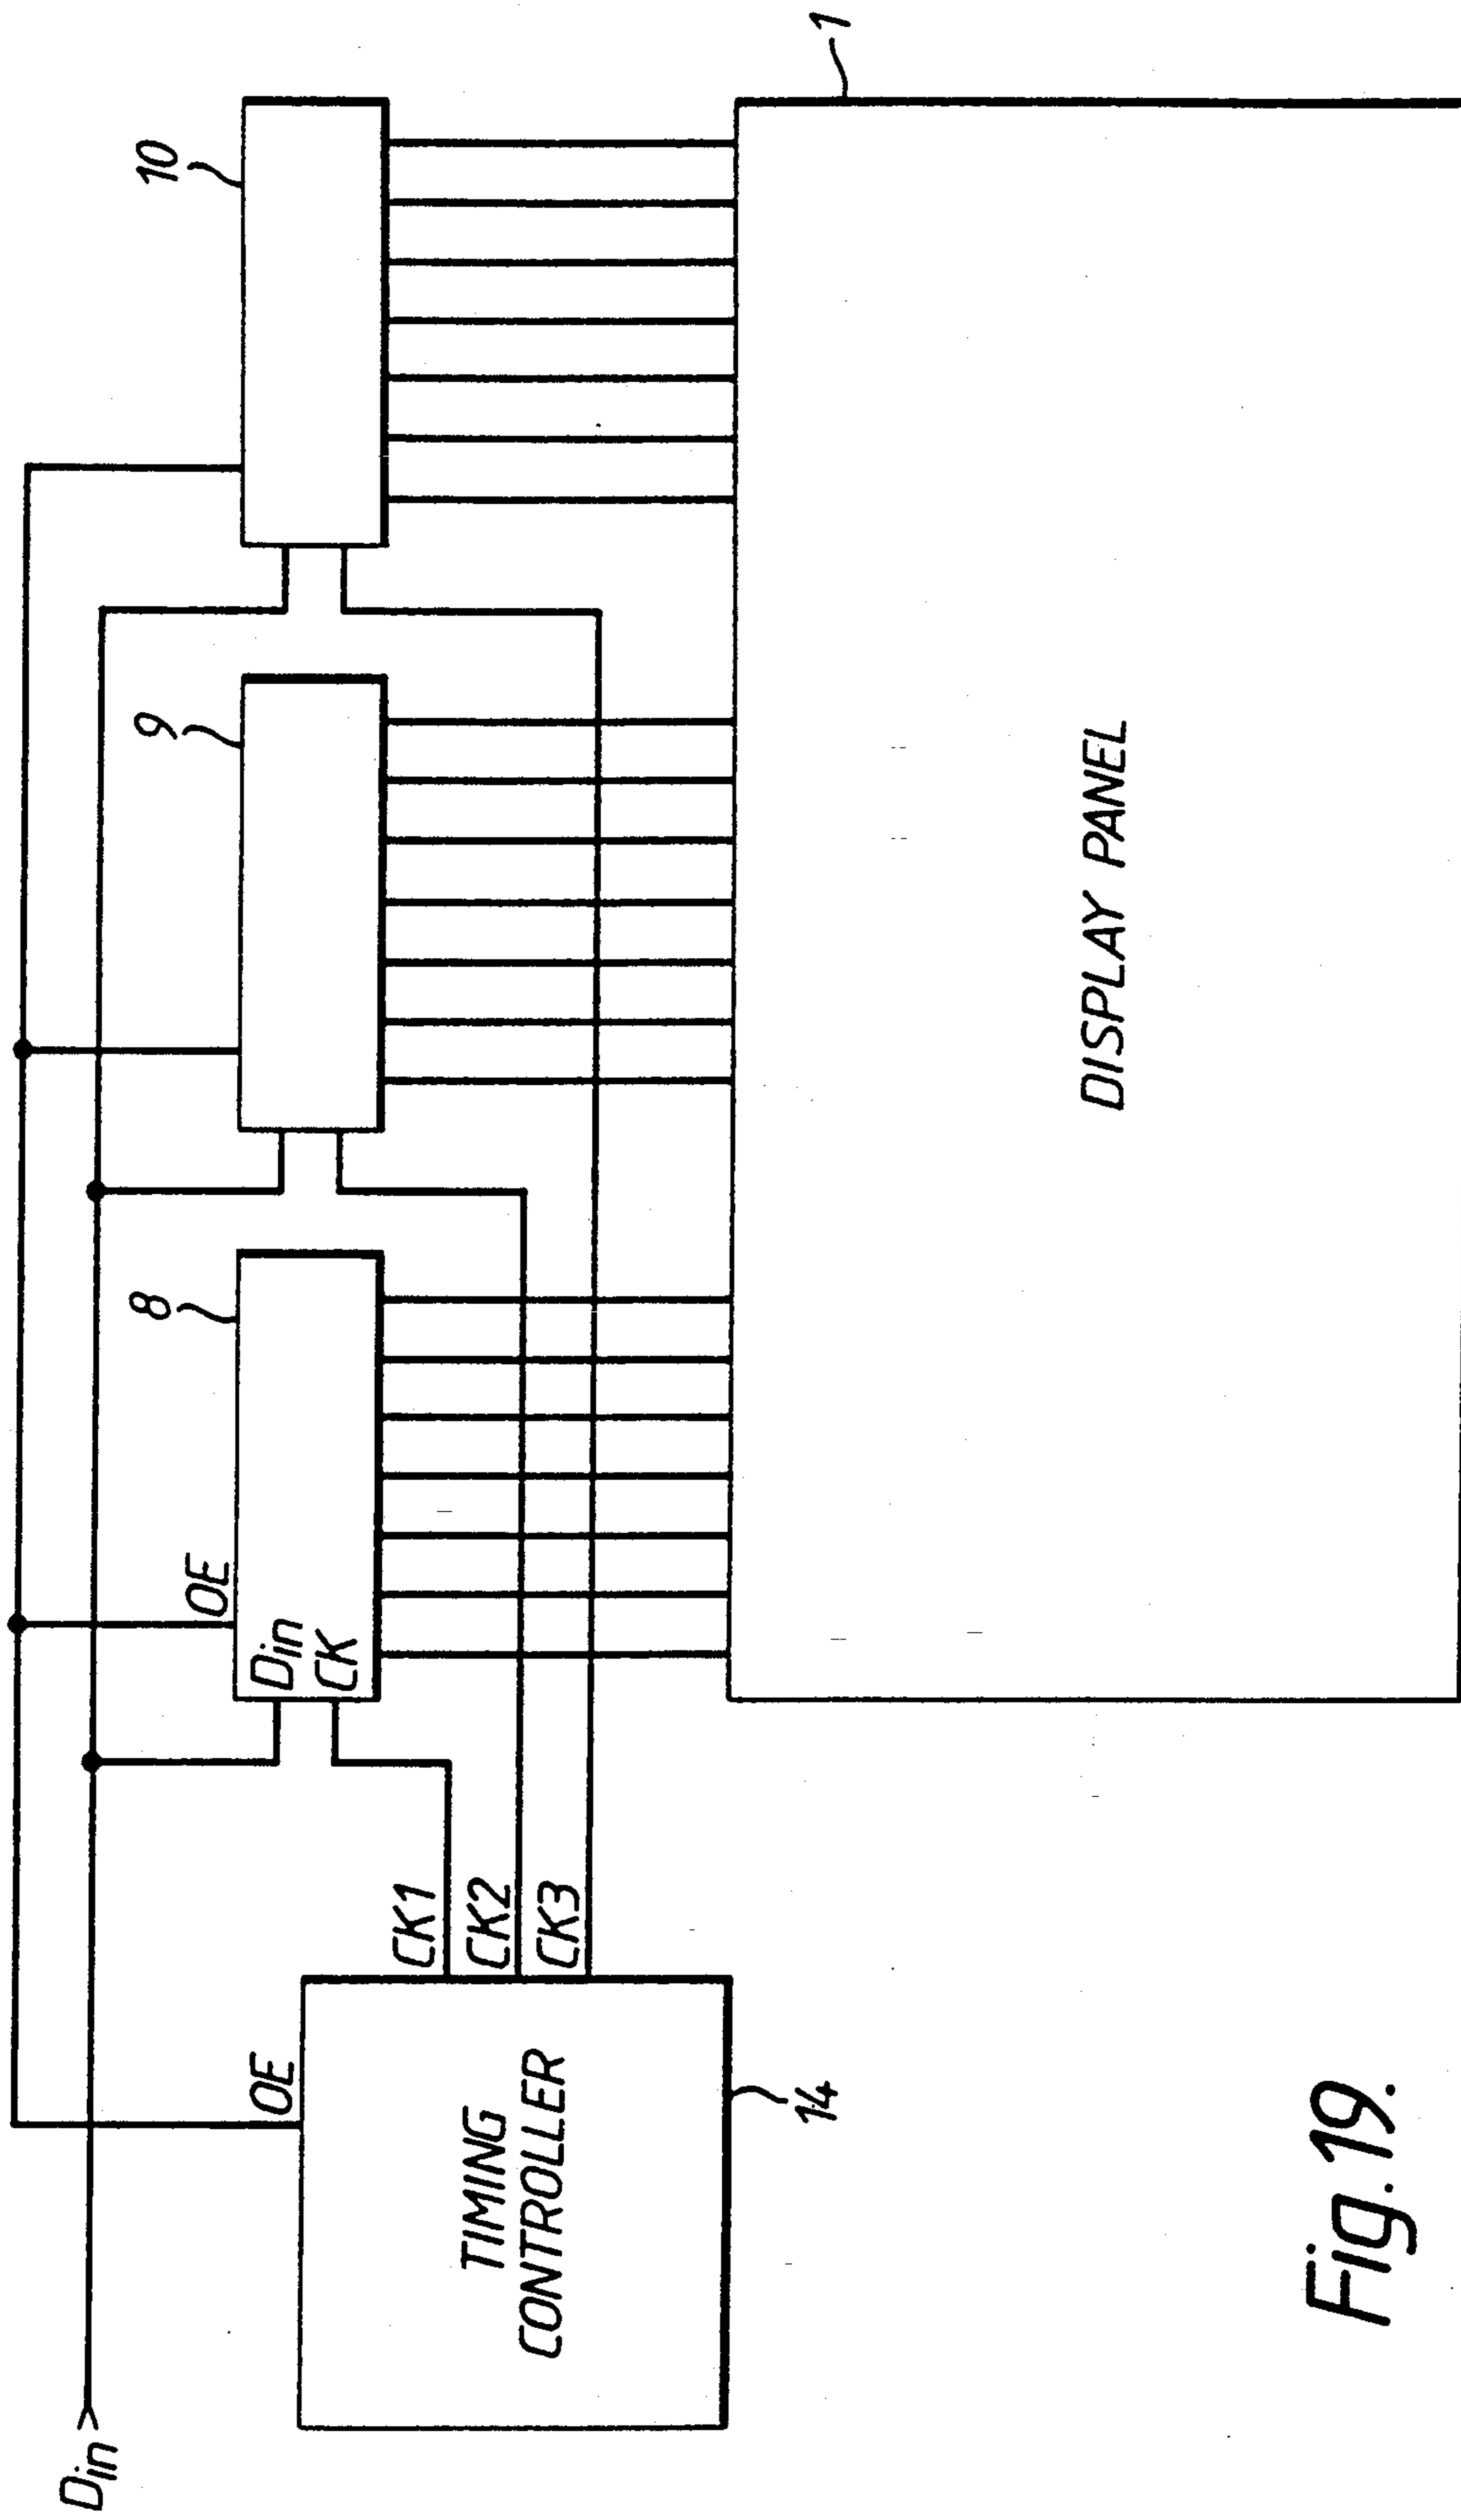 Din
OE
TIMING
CONTROLLER
14
CK1
CK2
CK3
OE
Din
CK
8
9
10
1
DISPLAY PANEL
Fig.19.